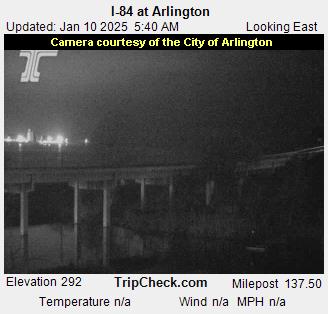 I-84 at Arlington
Updated: Jan 10 2025 5:40 AM Looking East
Camera courtesy of the City of Arlington
Elevation 292 TripCheck.com Milepost 137.50
Temperature n/a Wind n/a MPH n/a